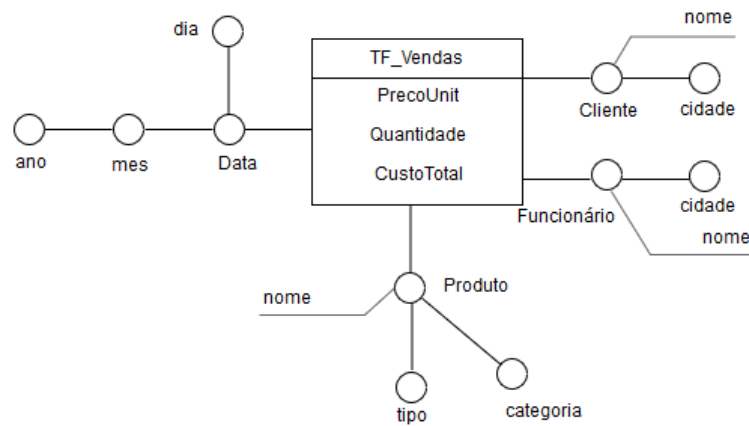 nome
dia
TF_Vendas
PrecoUnit
Quantidade
CustoTotal
Cliente
cidade
ano
mes
Data
Funcionário
cidade
nome
nome
Produto
tipo
categoria